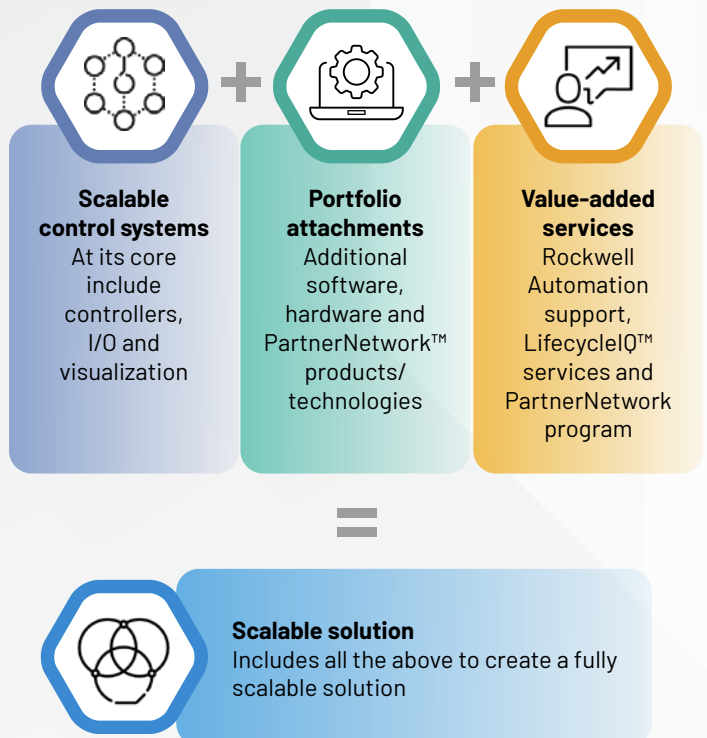 Scalable
control systems
At its core
include
controllers,
I/O and
visualization
Portfolio
attachments
Additional
software,
hardware and
PartnerNetwork™
products/
technologies
Value-added
services
Rockwell
Automation
support,
LifecycleIQ™
services and
PartnerNetwork
program
Scalable solution
Includes all the above to create a fully
scalable solution